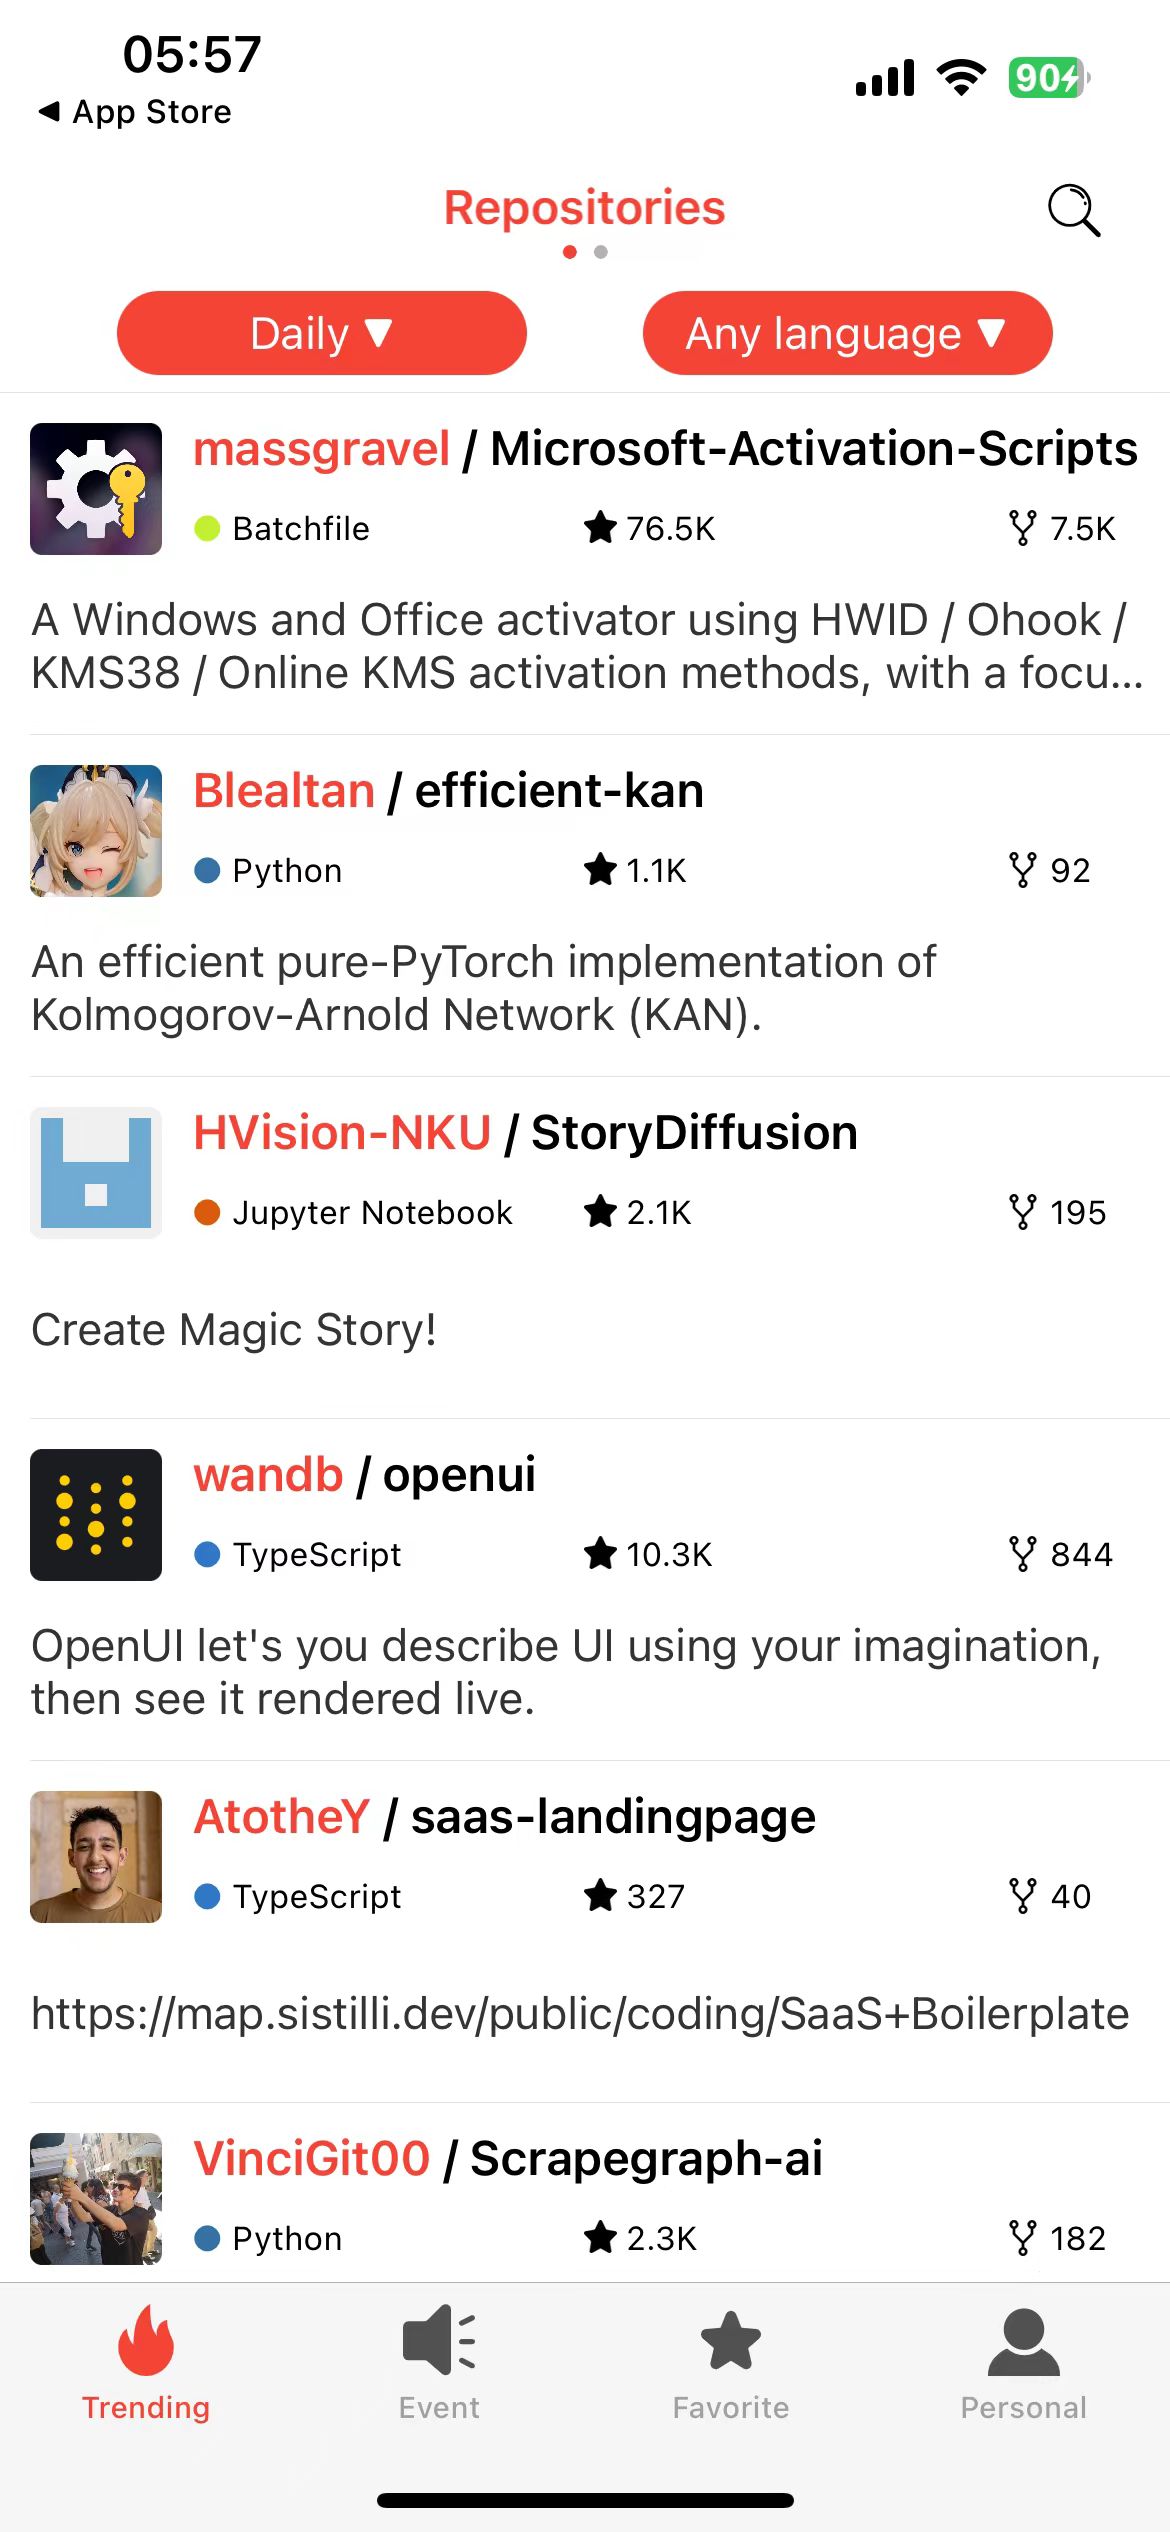 05:57
90
◀ App Store
Repositories
Daily ▼
Any language ▼
massgravel / Microsoft-Activation-Scripts
Batchfile
76.5K
7.5K
A Windows and Office activator using HWID / Ohook /
KMS38 / Online KMS activation methods, with a focu...
Blealtan / efficient-kan
Python
1.1K
92
An efficient pure-PyTorch implementation of
Kolmogorov-Arnold Network (KAN).
HVision-NKU / StoryDiffusion
Jupyter Notebook
2.1K
195
Create Magic Story!
wandb / openui
TypeScript
10.3K
844
OpenUI let's you describe UI using your imagination,
then see it rendered live.
AtotheY / saas-landingpage
TypeScript
327
40
https://map.sistilli.dev/public/coding/SaaS+Boilerplate
VinciGit00 / Scrapegraph-ai
Python
2.3K
182
Trending
Event
Favorite
Personal